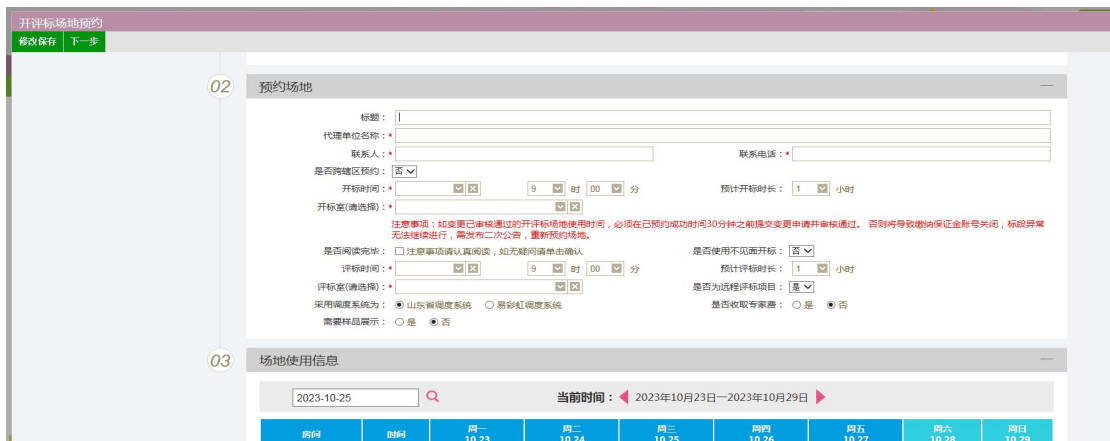 开评标场地预约
修改保存 下一步
02 预约场地
标题：
代理单位名称：*
联系人：* 联系电话：*
是否跨辖区预约： 否
开标时间：* 9 时 00 分 预计开标时长： 1 小时
开标室(请选择)：*
注意事项：如变更已审核通过的开评标场地使用时间，必须在已预约成功时间30分钟之前提交变更申请并审核通过。 否则将导致缴纳保证金账号关闭，标段异常
无法继续进行，需发布二次公告，重新预约场地。
是否阅读完毕： 注意事项请认真阅读，如无疑问请单击确认 是否使用不见面开标： 否
评标时间：* 9 时 00 分 预计评标时长： 1 小时
评标室(请选择)：* 是否为远程评标项目： 是
采用调度系统为： 山东省调度系统 易彩虹调度系统 是否收取专家费： 是 否
需要样品展示： 是 否
03 场地使用信息
2023-10-25 当前时间： 2023年10月23日—2023年10月29日
房间 时间 周一 周二 周三 周四 周五 周六 周日
10.23 10.24 10.25 10.26 10.27 10.28 10.29